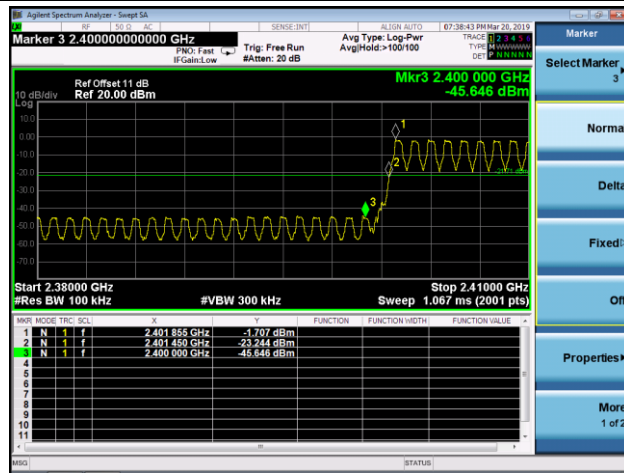 Agilent Spectrum Analyzer - Swept SA
RF 50 Ω AC SENSE:INT ALIGN AUTO 07:38:43 PM Mar 20, 2019
Marker 3 2.400000000000 GHz
PNO: Fast
IFGain:Low
Trig: Free Run
#Atten: 20 dB
Avg Type: Log-Pwr
Avg|Hold:>100/100
TRACE 1 2 3 4 5 6
TYPE M W W W W W
DET P N N N N N
Ref Offset 11 dB
10 dB/div Ref 20.00 dBm
Log
Mkr3 2.400 000 GHz
-45.646 dBm
10.0
0.00
-10.0
-20.0
-30.0
-40.0
-50.0
-60.0
-70.0
1
2
3
Start 2.38000 GHz
Stop 2.41000 GHz
#Res BW 100 kHz
#VBW 300 kHz
Sweep 1.067 ms (2001 pts)
MKR MODE TRC SCL X Y FUNCTION FUNCTION WIDTH FUNCTION VALUE
1 N 1 f 2.401 855 GHz -1.707 dBm
2 N 1 f 2.401 450 GHz -23.244 dBm
3 N 1 f 2.400 000 GHz -45.646 dBm
4
5
6
7
8
9
10
11
MSG
STATUS
Marker
Select Marker
3
Norma
Delta
Fixed
Off
Properties
More
1 of 2